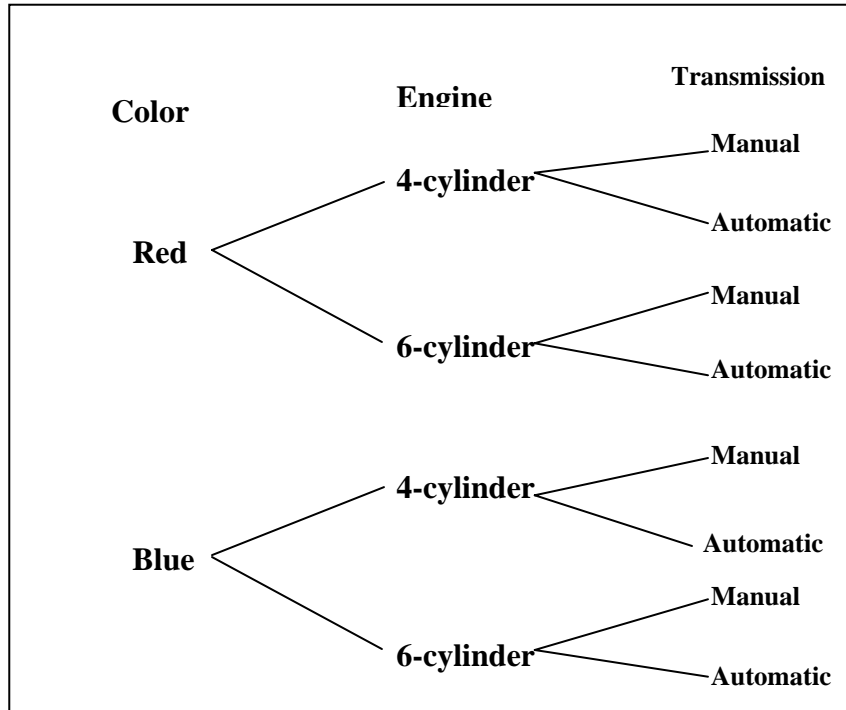 Transmission
Engine
Color
Manual
4-cylinder
Automatic
Red
Manual
6-cylinder
Automatic
Manual
4-cylinder
Automatic
Blue
Manual
6-cylinder
Automatic